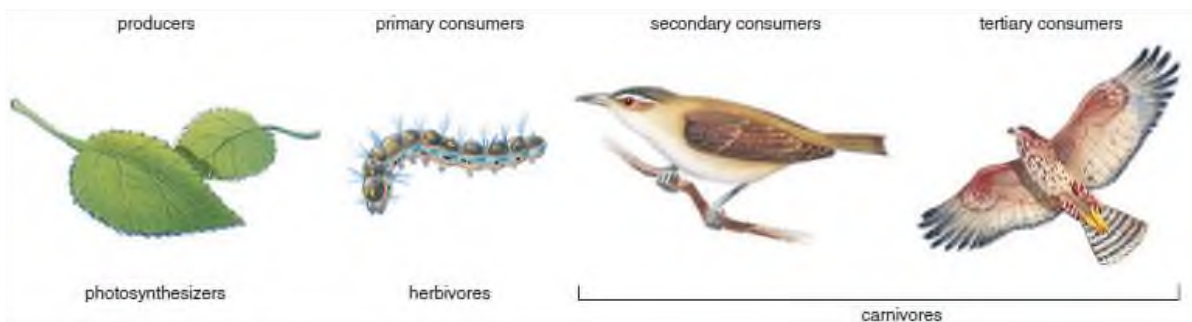 producers primary consumers secondary consumers tertiary consumers
photosynthesizers herbivores
carnivores